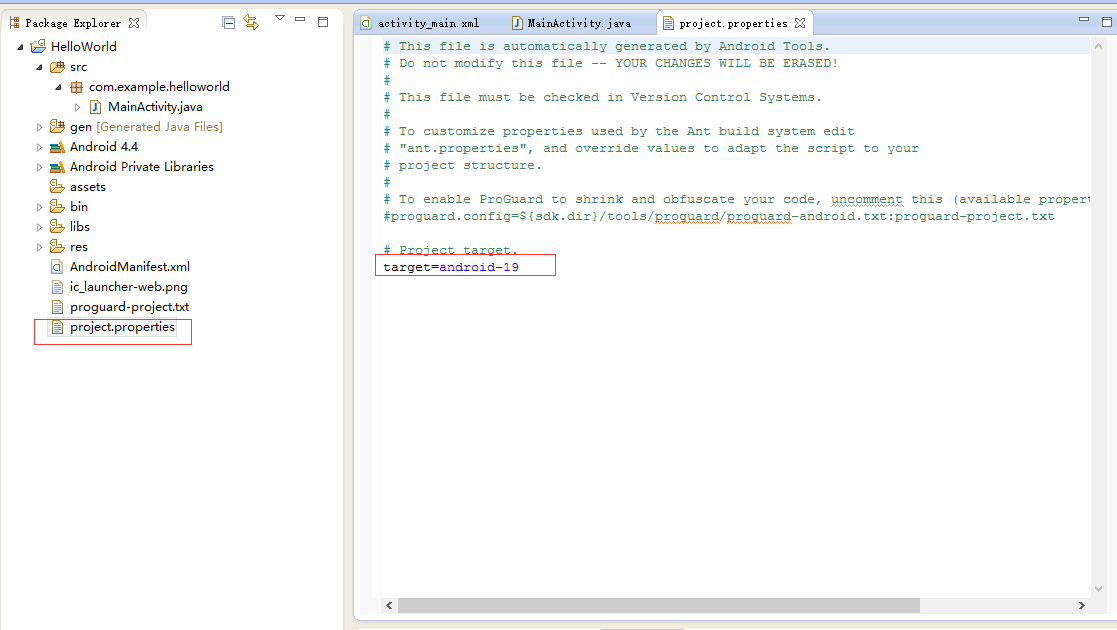 Package Explorer
HelloWorld
src
com.example.helloworld
MainActivity.java
gen [Generated Java Files]
Android 4.4
Android Private Libraries
assets
bin
libs
res
AndroidManifest.xml
ic_launcher-web.png
proguard-project.txt
project.properties
activity_main.xml
MainActivity.java
project.properties
# This file is automatically generated by Android Tools.
# Do not modify this file -- YOUR CHANGES WILL BE ERASED!
#
# This file must be checked in Version Control Systems.
#
# To customize properties used by the Ant build system edit
# "ant.properties", and override values to adapt the script to your
# project structure.
#
# To enable ProGuard to shrink and obfuscate your code, uncomment this (available propert
#proguard.config=${sdk.dir}/tools/proguard/proguard-android.txt:proguard-project.txt
# Project target.
target=android-19